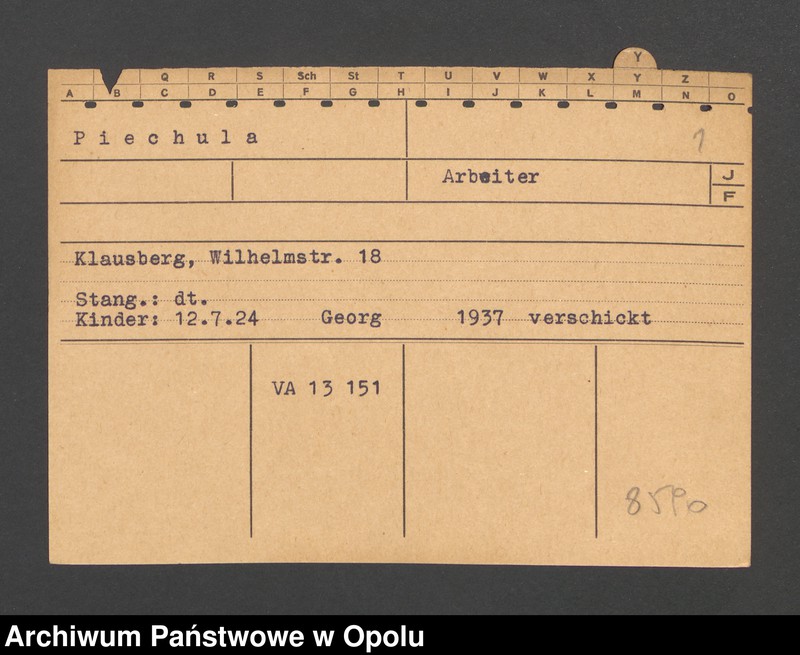 Y
Q R S Sch St T U V W X Y Z
A B C D E F G H I J K L M N O
Piechula
1
Arbeiter
J
F
Klausberg, Wilhelmstr. 18
Stang.: dt.
Kinder: 12.7.24 Georg 1937 verschickt
VA 13 151
Archiwum Państwowe w Opolu